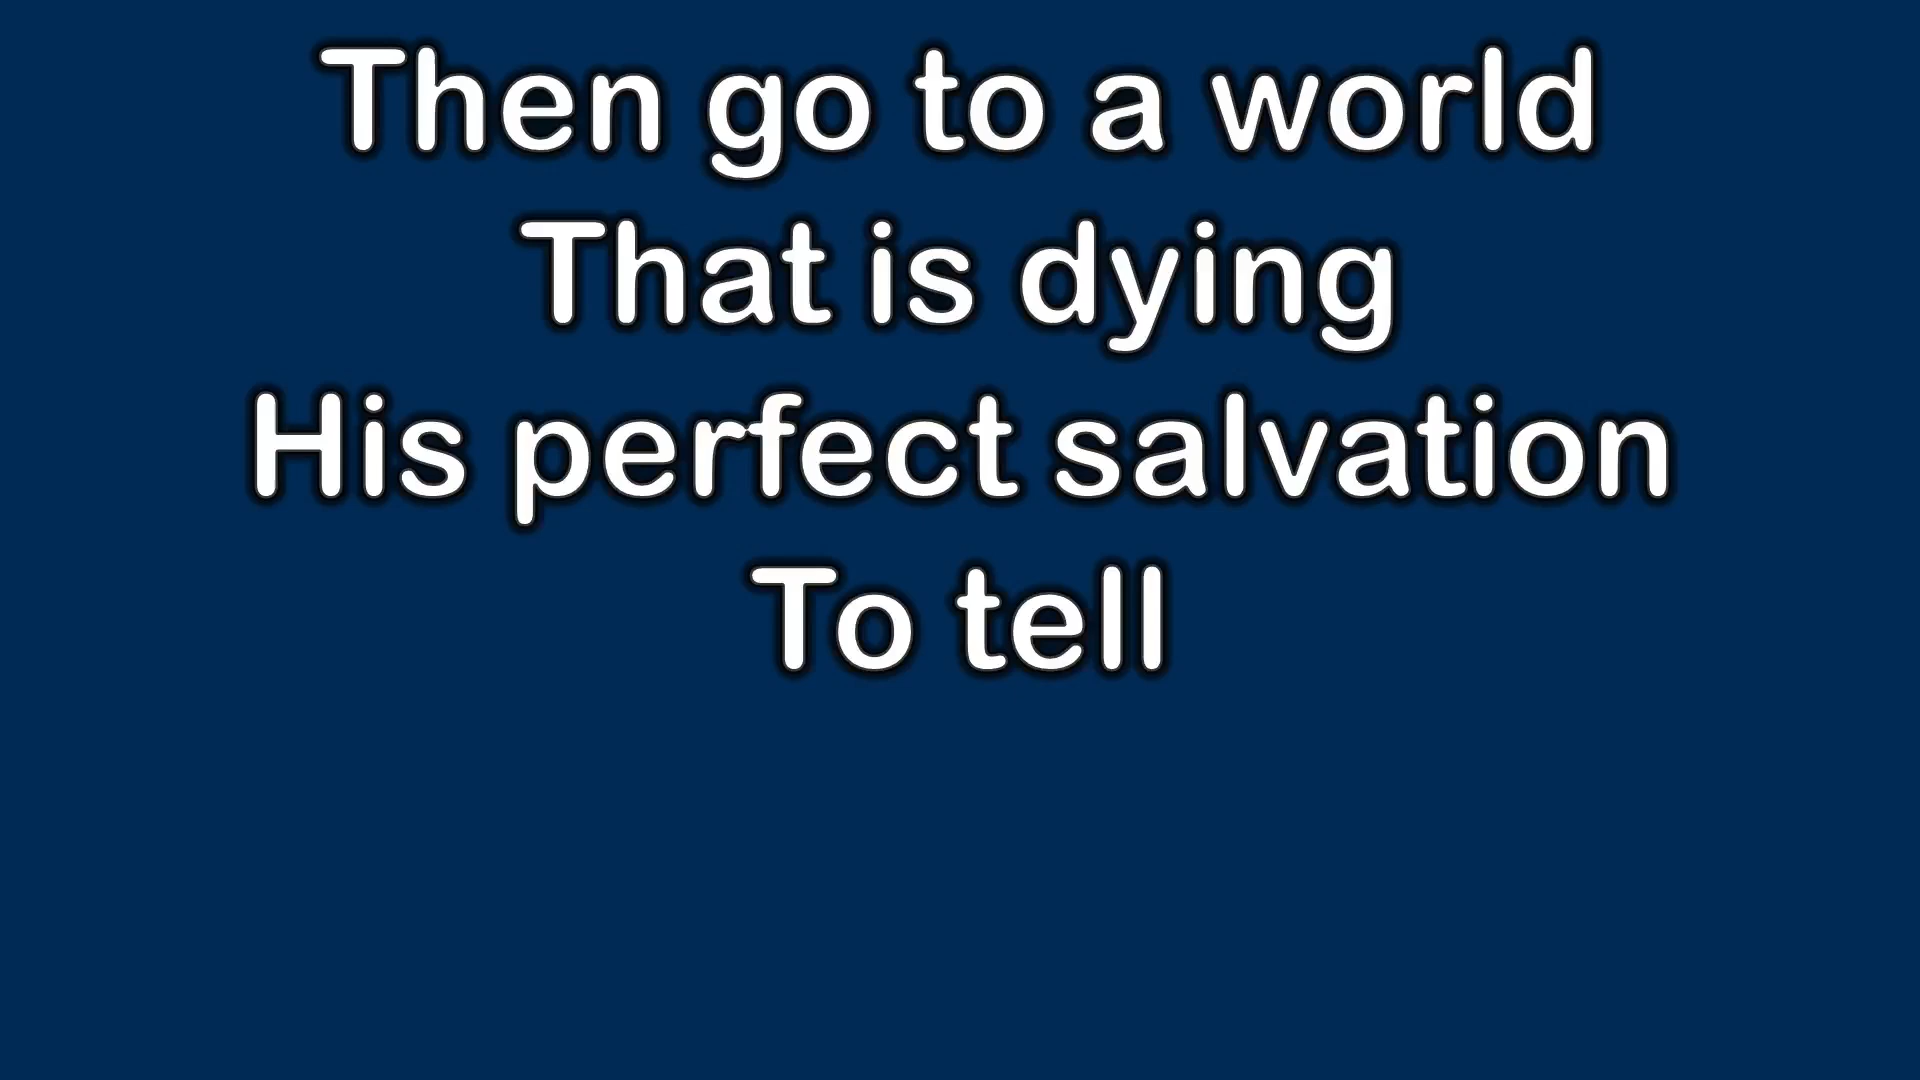 Then go to a world
That is dying
His perfect salvation
To tell